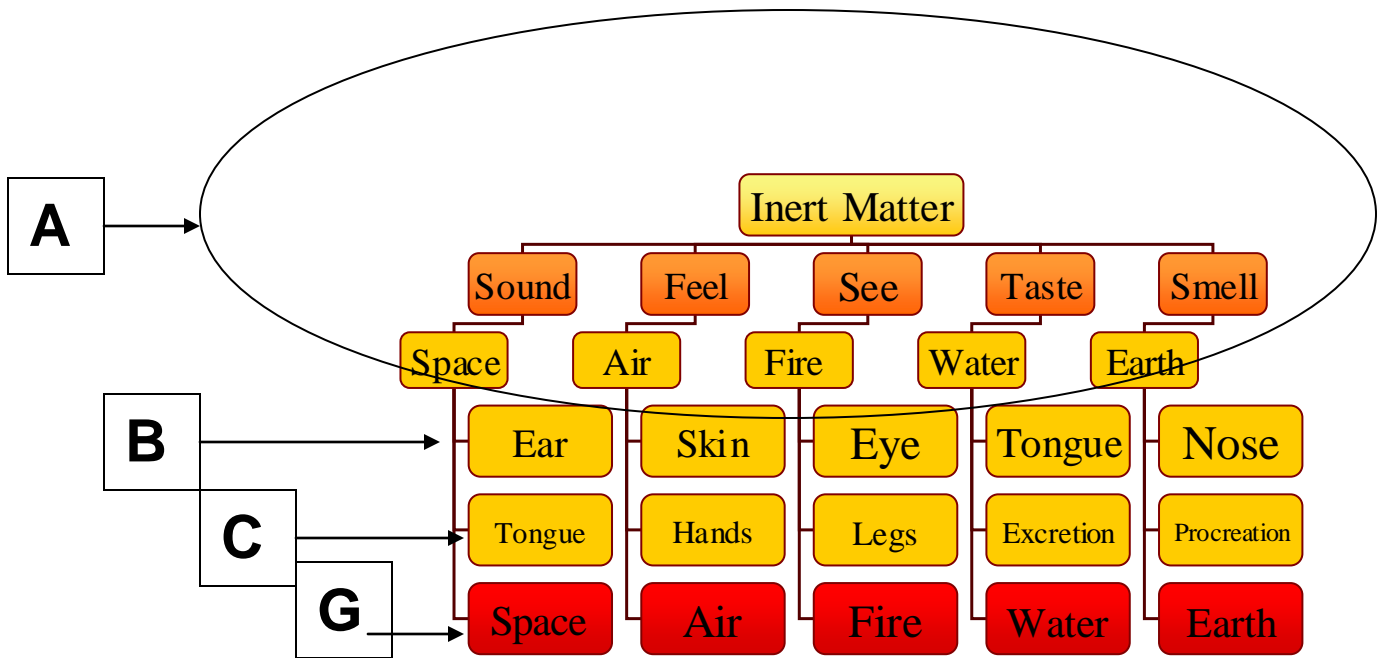 Inert Matter
A
Sound Feel See Taste Smell
Space Air Fire Water Earth
B
Ear Skin Eye Tongue Nose
C
Tongue Hands Legs Excretion Procreation
G
Space Air Fire Water Earth